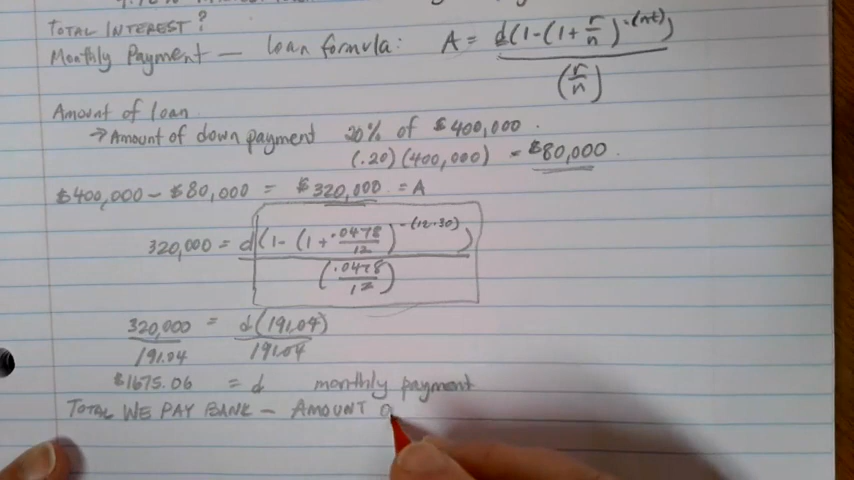 TOTAL INTEREST?
Monthly Payment — loan formula: A = d(1-(1+r/n)^-(nt)) / (r/n)
Amount of loan
→ Amount of down payment 20% of $400,000.
(.20)(400,000) = $80,000.
$400,000 - $80,000 = $320,000 = A
320,000 = d(1-(1+.0478/12)^-(12·30)) / (.0478/12)
320,000/191.04 = d(191.04)/191.04
$1675.06 = d monthly payment
TOTAL WE PAY BANK - AMOUNT